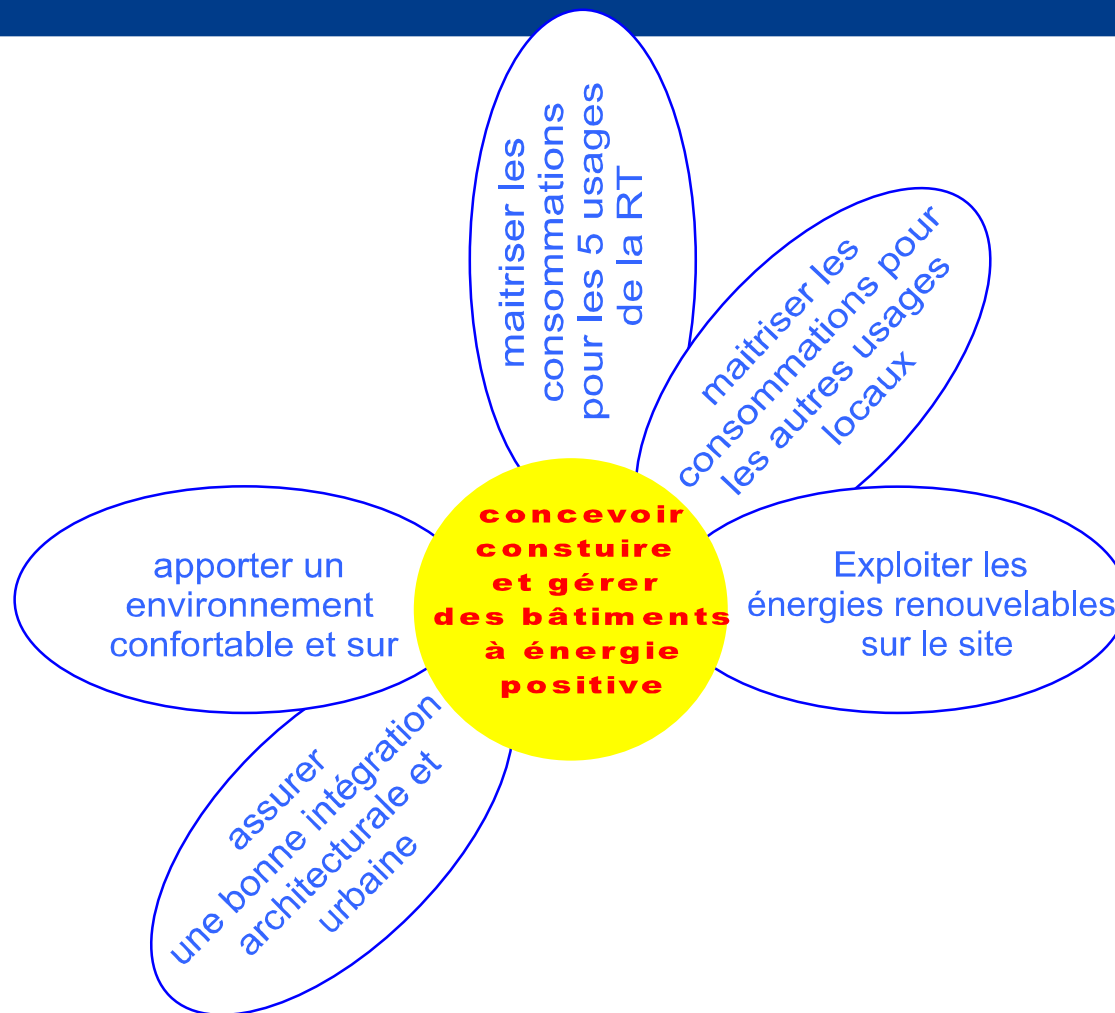 maitriser les
consommations
pour les 5 usages
de la RT
maitriser les
consommations pour
les autres usages
locaux
concevoir
constuire
et gérer
des bâtiments
à énergie
positive
apporter un
environnement
confortable et sur
Exploiter les
énergies renouvelables
sur le site
assurer
une bonne intégration
architecturale et
urbaine